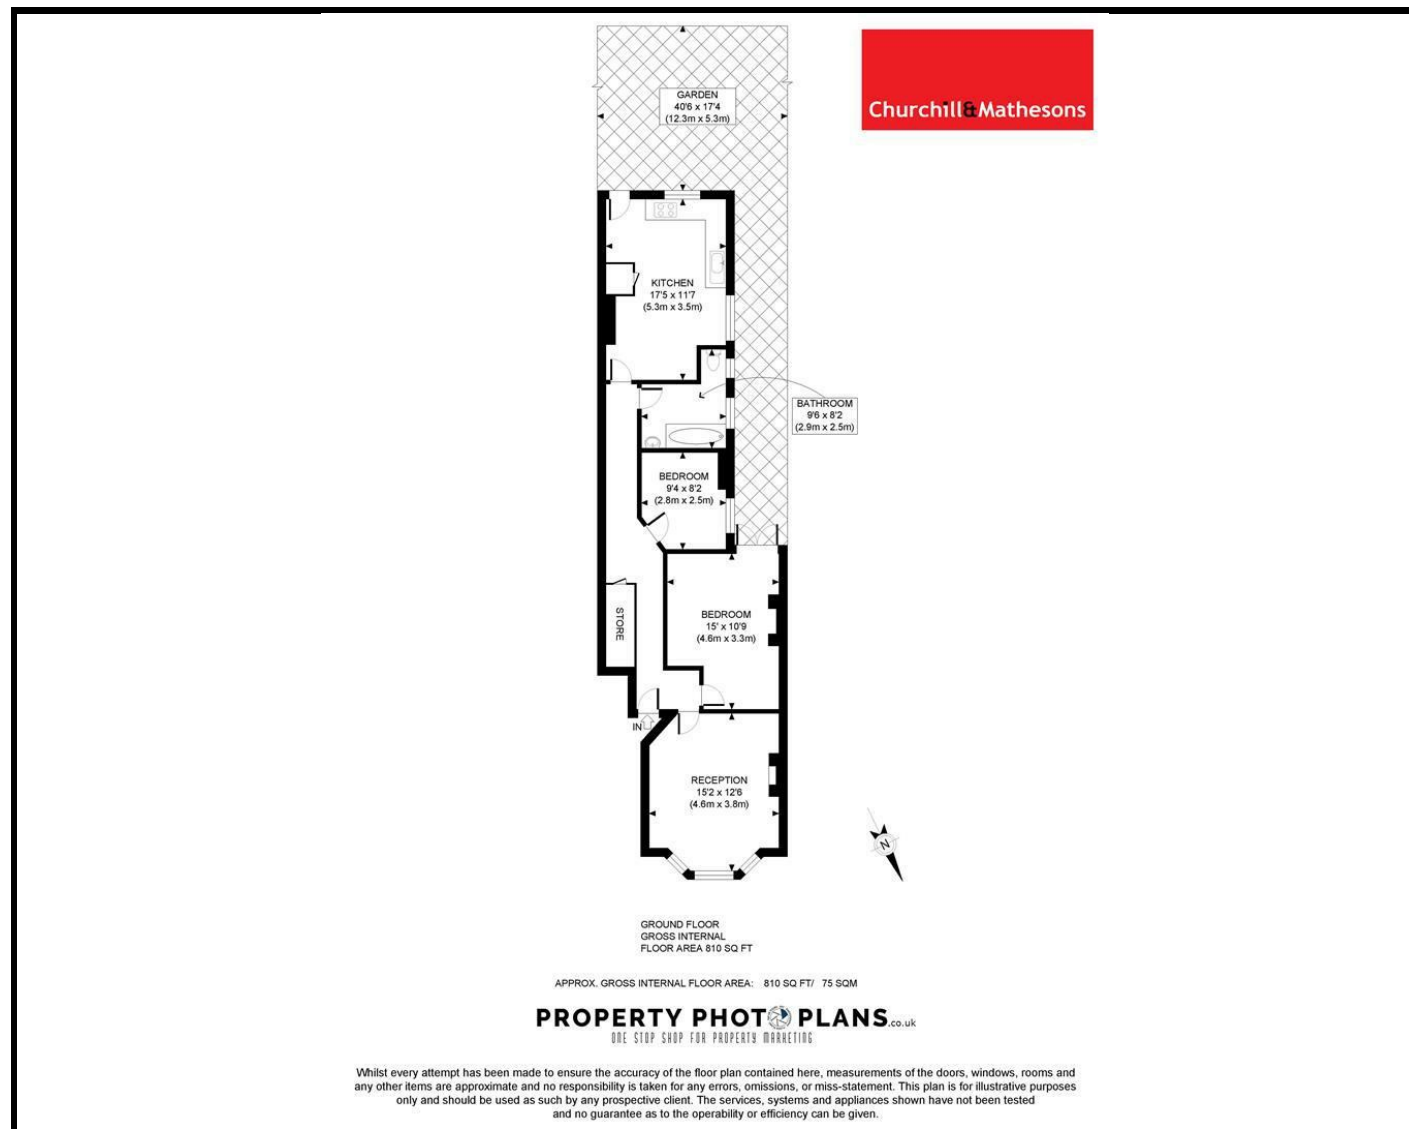 GARDEN
40'6 x 17'4
(12.3m x 5.3m)
Churchill&Mathesons
KITCHEN
17'5 x 11'7
(5.3m x 3.5m)
BATHROOM
9'6 x 8'2
(2.9m x 2.5m)
BEDROOM
9'4 x 8'2
(2.8m x 2.5m)
STORE
BEDROOM
15' x 10'9
(4.6m x 3.3m)
IN
RECEPTION
15'2 x 12'6
(4.6m x 3.8m)
N
GROUND FLOOR
GROSS INTERNAL
FLOOR AREA 810 SQ FT
APPROX. GROSS INTERNAL FLOOR AREA: 810 SQ FT/ 75 SQM
PROPERTY PHOTO PLANS.co.uk
ONE STOP SHOP FOR PROPERTY MARKETING
Whilst every attempt has been made to ensure the accuracy of the floor plan contained here, measurements of the doors, windows, rooms and
any other items are approximate and no responsibility is taken for any errors, omissions, or miss-statement. This plan is for illustrative purposes
only and should be used as such by any prospective client. The services, systems and appliances shown have not been tested
and no guarantee as to the operability or efficiency can be given.